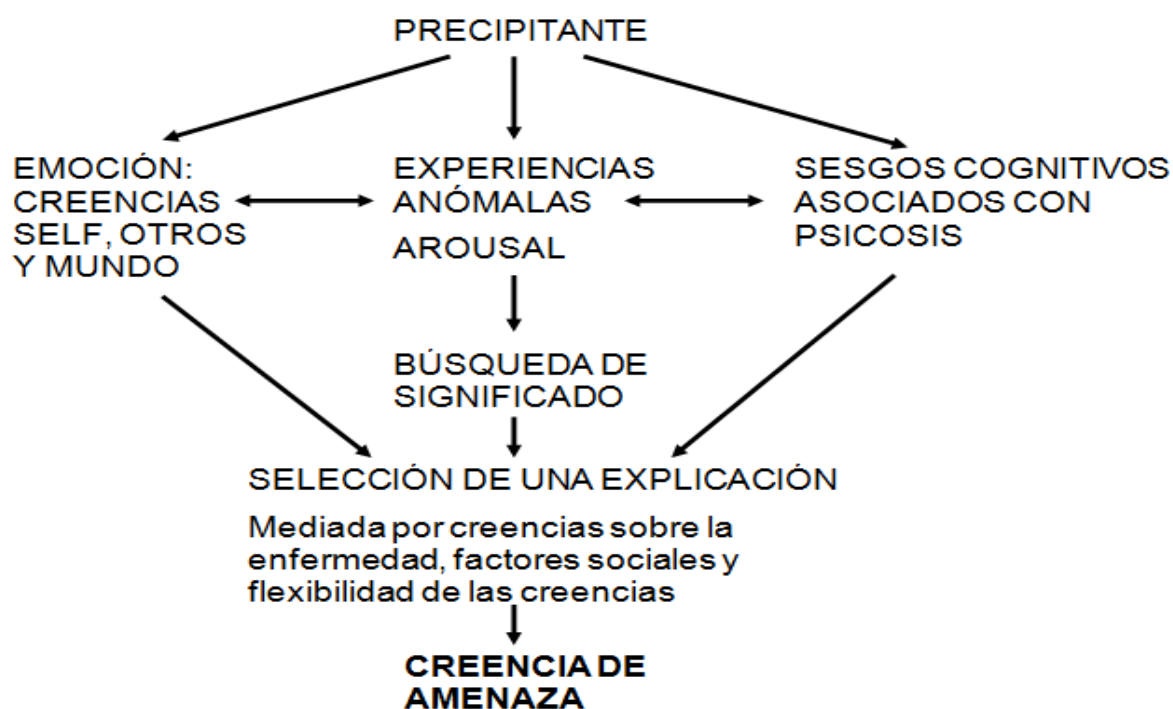 PRECIPITANTE
EMOCIÓN:
CREENCIAS
SELF, OTROS
Y MUNDO
EXPERIENCIAS
ANÓMALAS
AROUSAL
SESGOS COGNITIVOS
ASOCIADOS CON
PSICOSIS
BÚSQUEDA DE
SIGNIFICADO
SELECCIÓN DE UNA EXPLICACIÓN
Mediada por creencias sobre la
enfermedad, factores sociales y
flexibilidad de las creencias
CREENCIA DE
AMENAZA